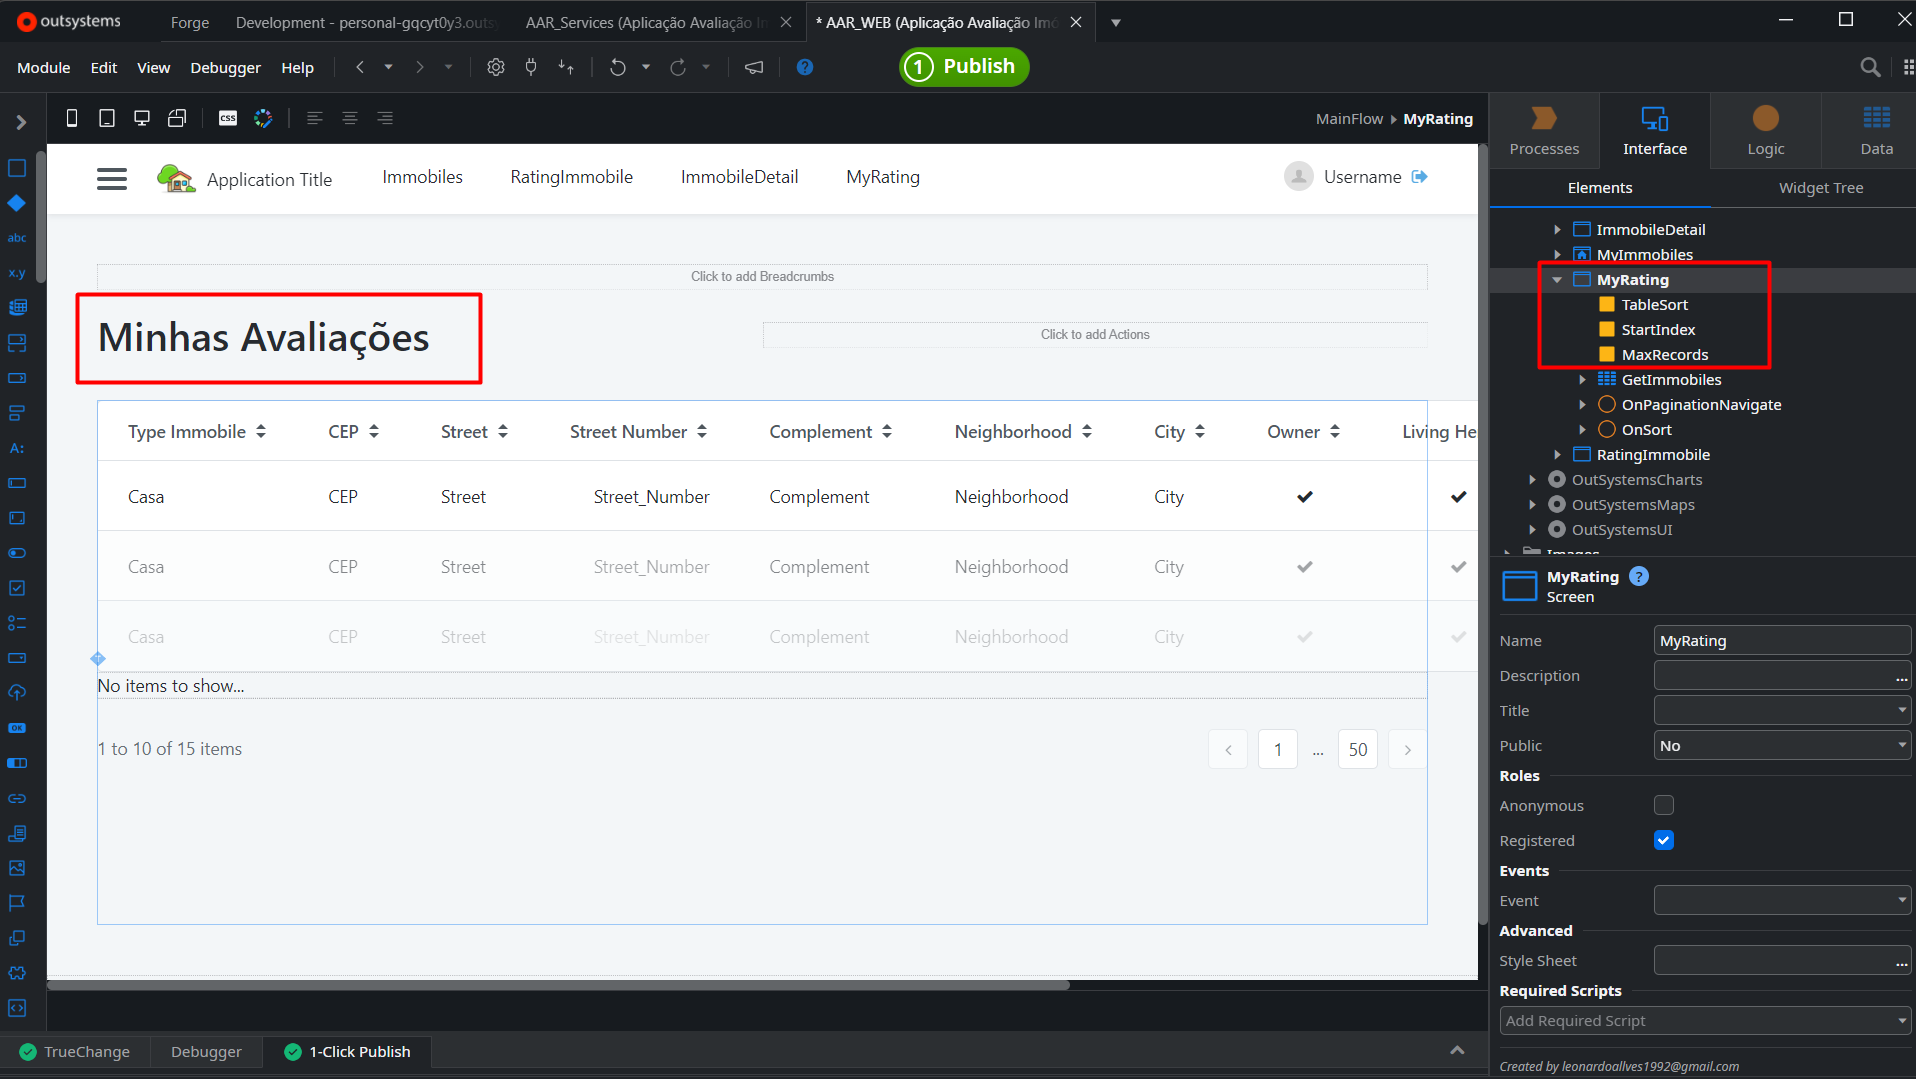 outsystems
Forge
Development - personal-gqcyt0y3.outsy
AAR_Services (Aplicação Avaliação Im
* AAR_WEB (Aplicação Avaliação Imó
Module Edit View Debugger Help
1 Publish
CSS
MainFlow MyRating
Processes Interface Logic Data
Elements Widget Tree
Application Title Immobiles RatingImmobile ImmobileDetail MyRating Username
Click to add Breadcrumbs
Minhas Avaliações
Click to add Actions
Type Immobile CEP Street Street Number Complement Neighborhood City Owner Living He
Casa CEP Street Street_Number Complement Neighborhood City
Casa CEP Street Street_Number Complement Neighborhood City
Casa CEP Street Street_Number Complement Neighborhood City
No items to show...
1 to 10 of 15 items
1 ... 50
abc
x.y
A:
OK
ImmobileDetail
MyImmobiles
MyRating
TableSort
StartIndex
MaxRecords
GetImmobiles
OnPaginationNavigate
OnSort
RatingImmobile
OutSystemsCharts
OutSystemsMaps
OutSystemsUI
Images
MyRating ?
Screen
Name MyRating
Description ...
Title
Public No
Roles
Anonymous
Registered
Events
Event
Advanced
Style Sheet ...
Required Scripts
Add Required Script
Created by leonardoallves1992@gmail.com
TrueChange Debugger 1-Click Publish